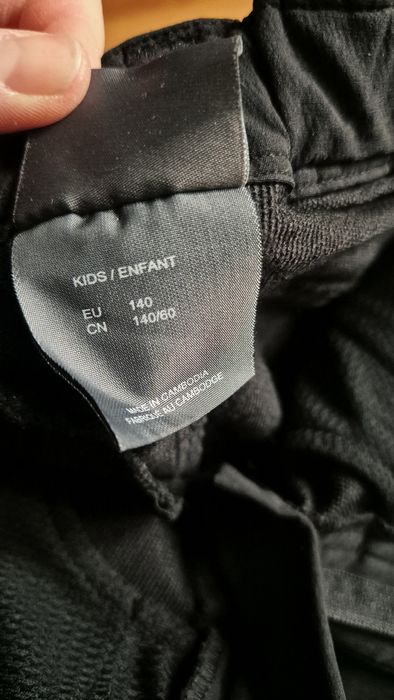 KIDS / ENFANT
EU 140
CN 140/60
MADE IN CAMBODIA
FABRIQUÉ AU CAMBODGE